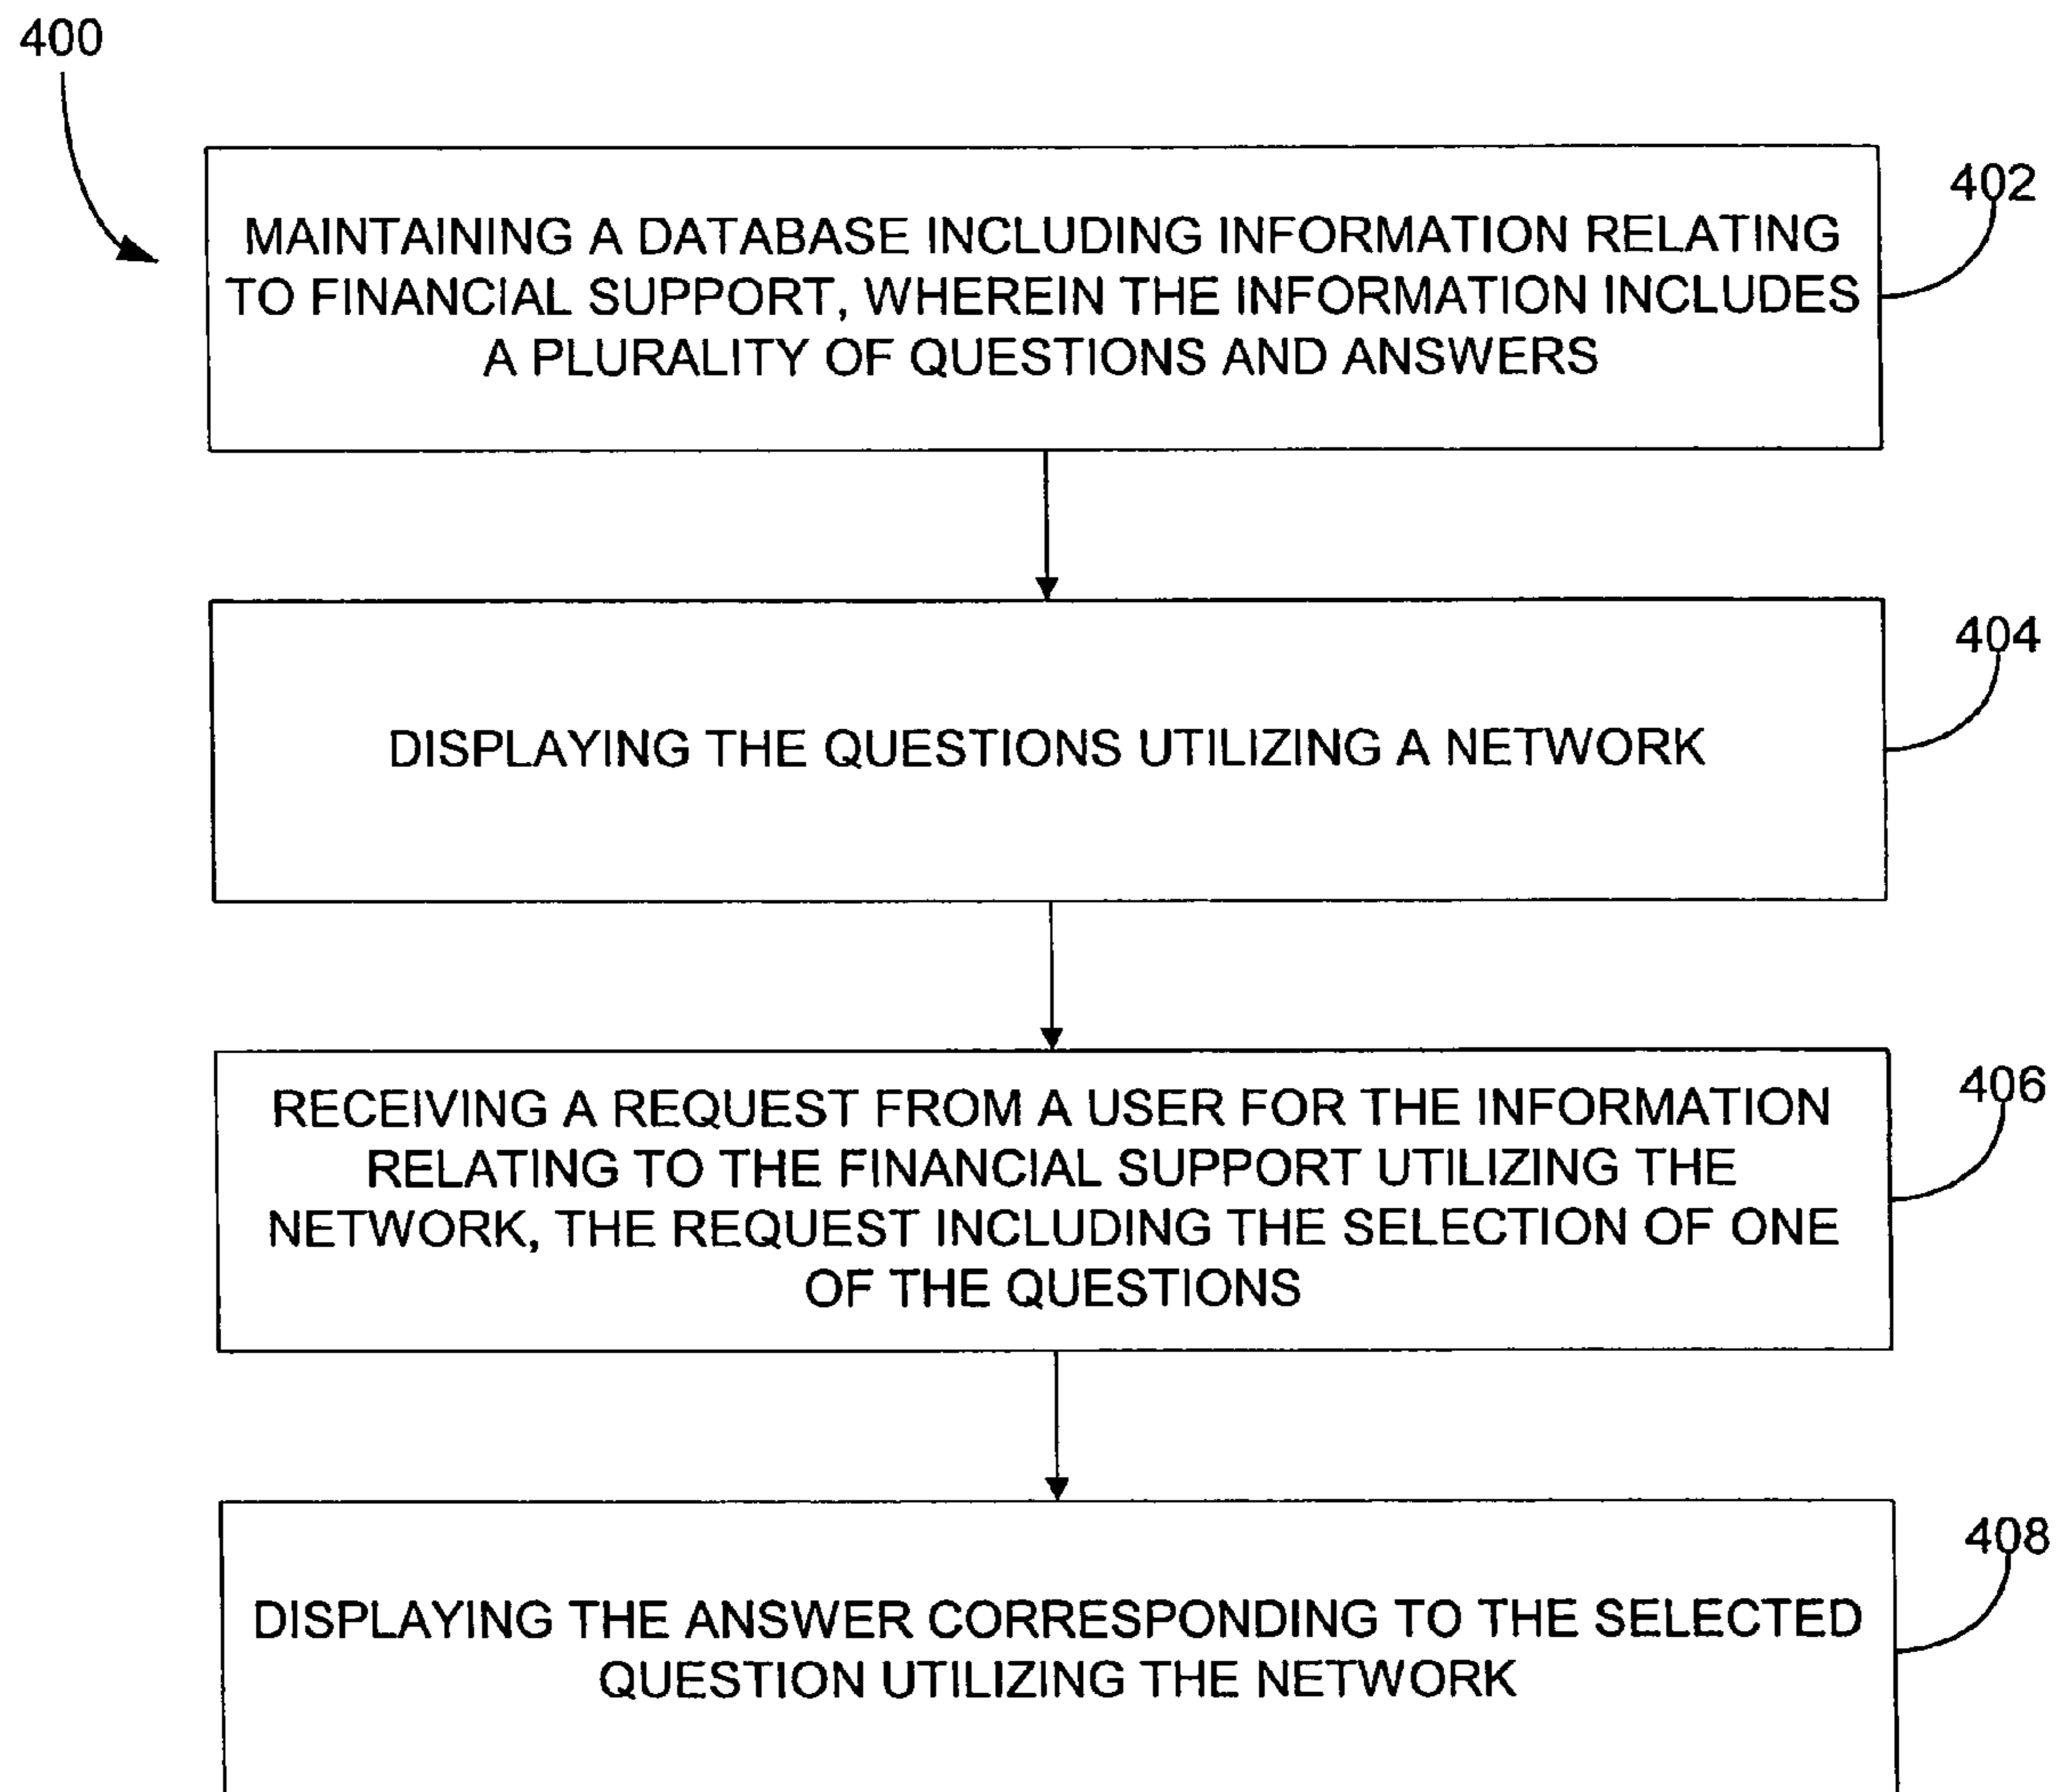 400
402
MAINTAINING A DATABASE INCLUDING INFORMATION RELATING
TO FINANCIAL SUPPORT, WHEREIN THE INFORMATION INCLUDES
A PLURALITY OF QUESTIONS AND ANSWERS
404
DISPLAYING THE QUESTIONS UTILIZING A NETWORK
406
RECEIVING A REQUEST FROM A USER FOR THE INFORMATION
RELATING TO THE FINANCIAL SUPPORT UTILIZING THE
NETWORK, THE REQUEST INCLUDING THE SELECTION OF ONE
OF THE QUESTIONS
408
DISPLAYING THE ANSWER CORRESPONDING TO THE SELECTED
QUESTION UTILIZING THE NETWORK